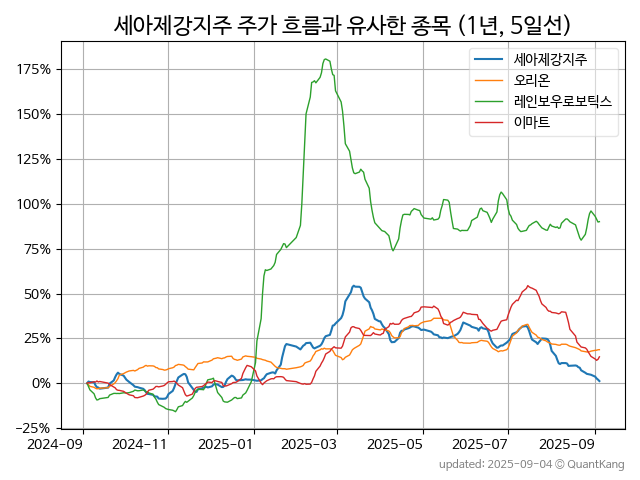 세아제강지주 주가 흐름과 유사한 종목 (1년, 5일선)
세아제강지주
오리온
레인보우로보틱스
이마트
175%
150%
125%
100%
75%
50%
25%
0%
−25%
2024-09 2024-11 2025-01 2025-03 2025-05 2025-07 2025-09
updated: 2025-09-04 © QuantKang